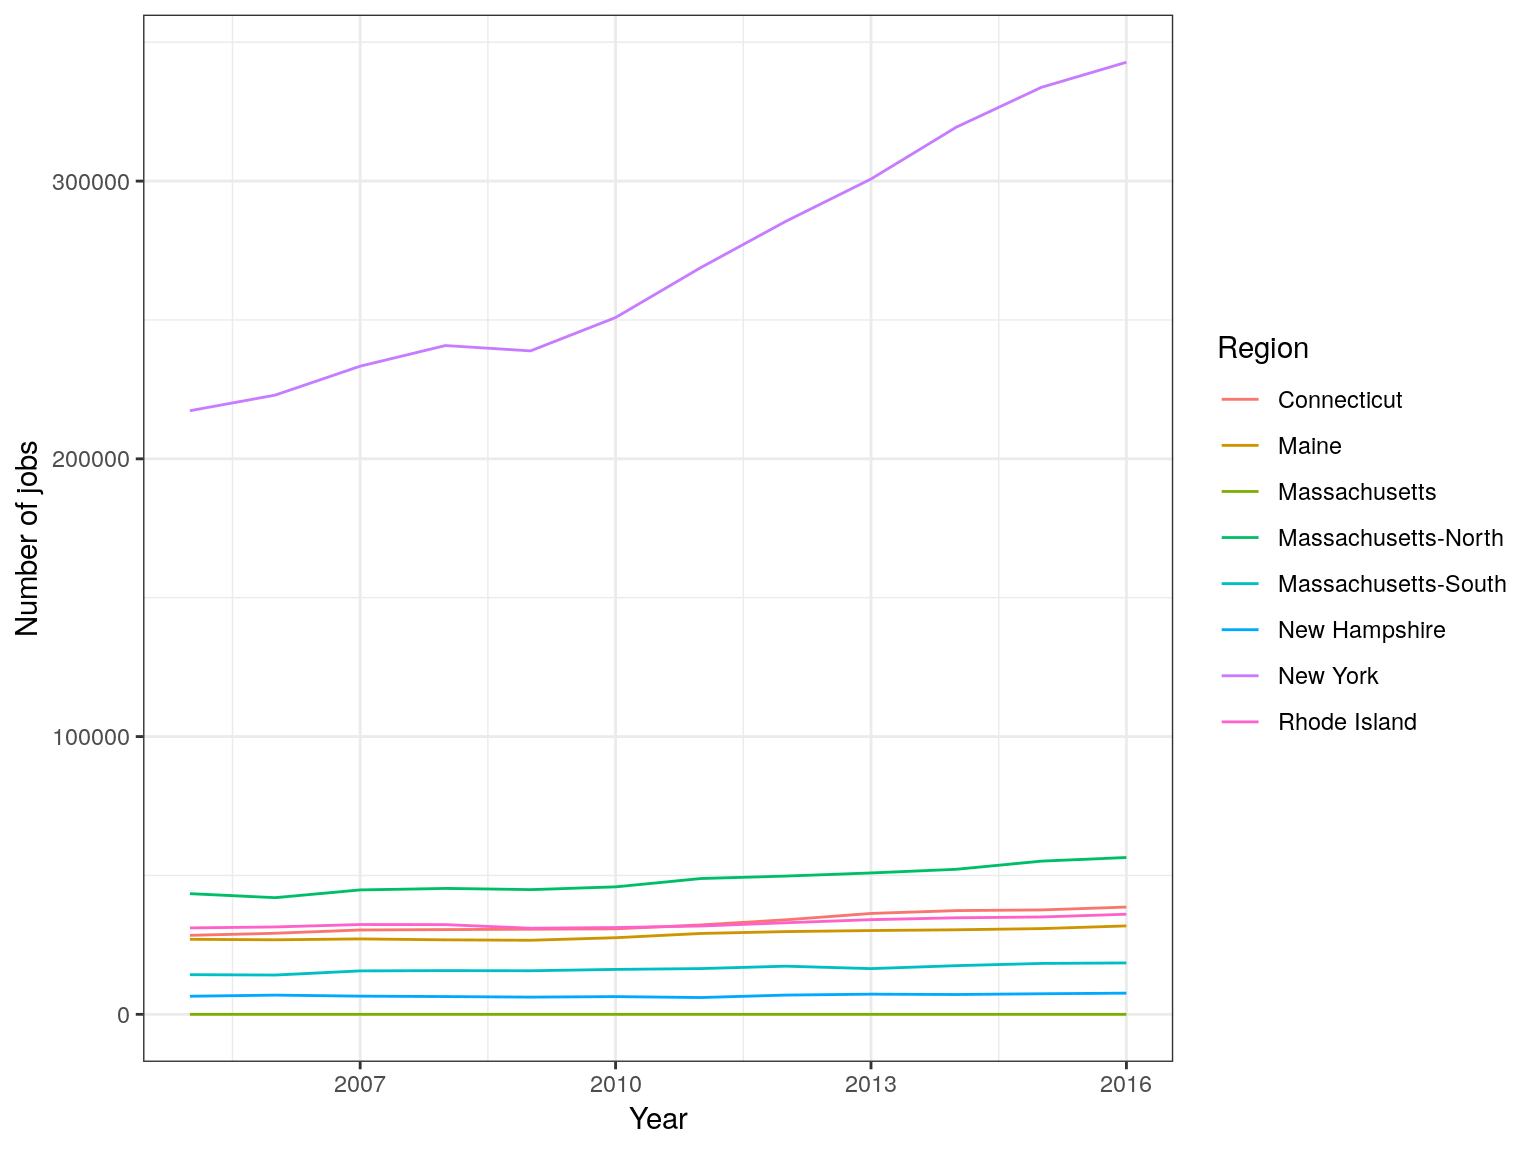 Number of jobs
300000
200000
100000
0
2007
2010
2013
2016
Year
Region
Connecticut
Maine
Massachusetts
Massachusetts-North
Massachusetts-South
New Hampshire
New York
Rhode Island